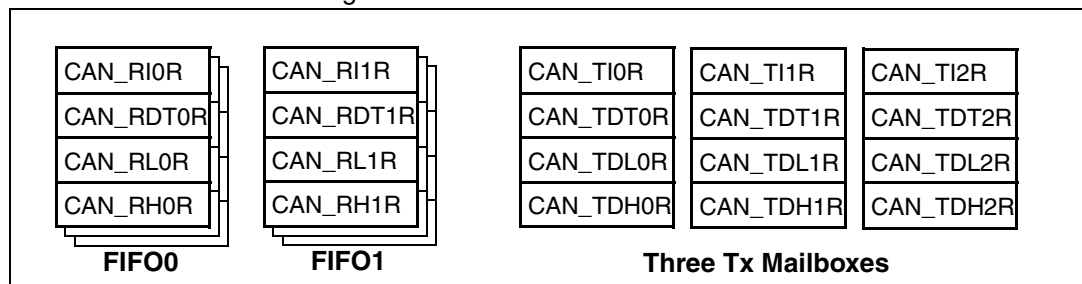 CAN_RI0R CAN_RI1R CAN_TI0R CAN_TI1R CAN_TI2R
CAN_RDT0R CAN_RDT1R CAN_TDT0R CAN_TDT1R CAN_TDT2R
CAN_RL0R CAN_RL1R CAN_TDL0R CAN_TDL1R CAN_TDL2R
CAN_RH0R CAN_RH1R CAN_TDH0R CAN_TDH1R CAN_TDH2R
FIFO0 FIFO1 Three Tx Mailboxes